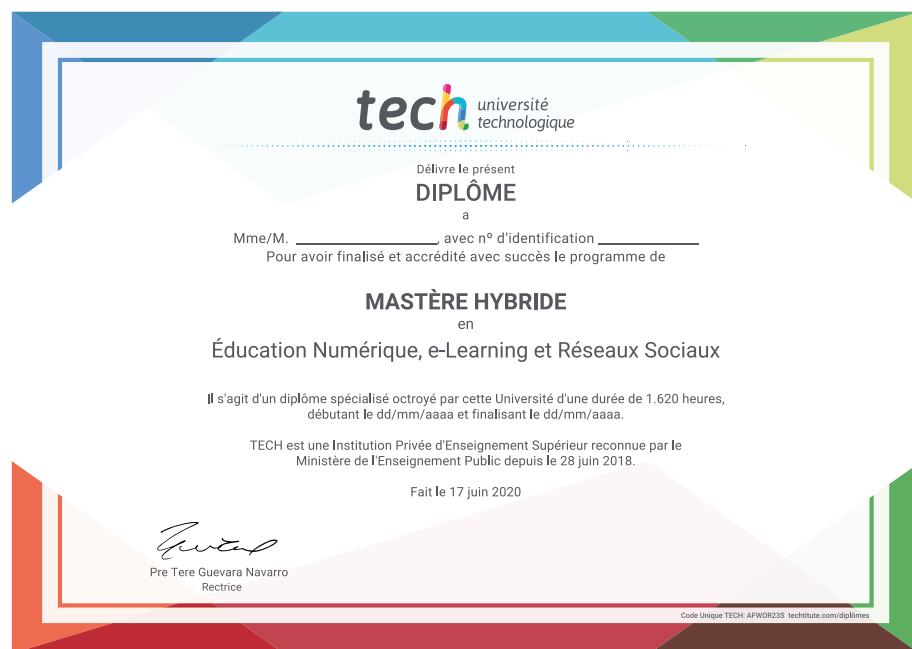 tech université
technologique
Délivre le présent
DIPLÔME
a
Mme/M. ____________, avec nº d'identification ____________
Pour avoir finalisé et accrédité avec succès le programme de
MASTÈRE HYBRIDE
en
Éducation Numérique, e-Learning et Réseaux Sociaux
Il s'agit d'un diplôme spécialisé octroyé par cette Université d'une durée de 1.620 heures,
débutant le dd/mm/aaaa et finalisant le dd/mm/aaaa.
TECH est une Institution Privée d'Enseignement Supérieur reconnue par le
Ministère de l'Enseignement Public depuis le 28 juin 2018.
Fait le 17 juin 2020
Pre Tere Guevara Navarro
Rectrice
Code Unique TECH: AFWOR23S techtitute.com/diplômes